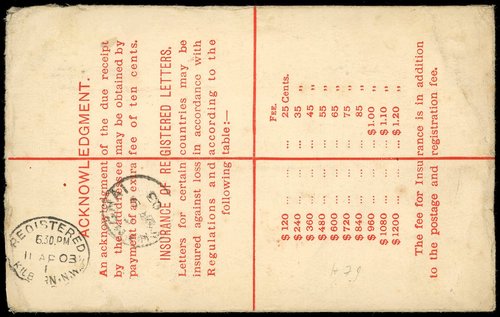 ACKNOWLEDGMENT.
An acknowledgment of the due receipt
by the addressee may be obtained by
payment of an extra fee of ten cents.
INSURANCE OF REGISTERED LETTERS.
Letters for certain countries may be
insured against loss in accordance with
Regulations and according to the
following table:—
FEE.
$ 120 ... ... 25 Cents.
$ 240 ... ... 35 „
$ 360 ... ... 45 „
$ 480 ... ... 55 „
$ 600 ... ... 65 „
$ 720 ... ... 75 „
$ 840 ... ... 85 „
$ 960 ... ... $ 1.00 „
$ 1080 ... ... $ 1.10 „
$ 1200 ... ... $ 1.20 „
The fee for Insurance is in addition
to the postage and registration fee.
REGISTERED
6.30.PM
11 AP 03
N.W.
03